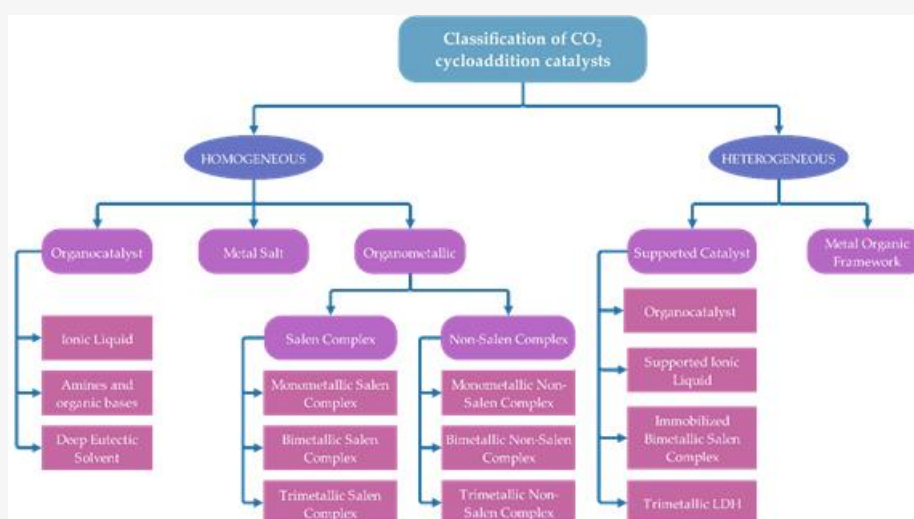 Classification of CO₂
cycloaddition catalysts
HOMOGENEOUS
HETEROGENEOUS
Organocatalyst
Metal Salt
Organometallic
Supported Catalyst
Metal Organic
Framework
Ionic Liquid
Amines and
organic bases
Deep Eutectic
Solvent
Salen Complex
Monometallic Salen
Complex
Bimetallic Salen
Complex
Trimetallic Salen
Complex
Non-Salen Complex
Monometallic Non-
Salen Complex
Bimetallic Non-Salen
Complex
Trimetallic Non-
Salen Complex
Organocatalyst
Supported Ionic
Liquid
Immobilized
Bimetallic Salen
Complex
Trimetallic LDH